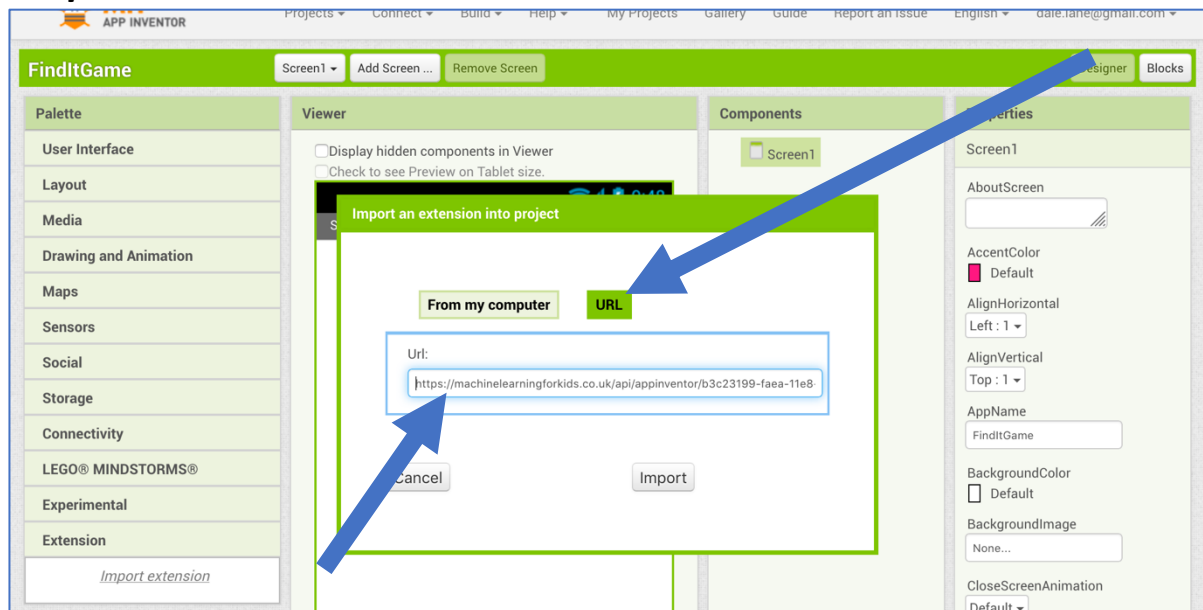 APP INVENTOR
Projects Connect Build Help My Projects Gallery Guide Report an Issue English dale.lane@gmail.com
FindItGame
Screen1 Add Screen ... Remove Screen
Blocks
Palette
User Interface
Layout
Media
Drawing and Animation
Maps
Sensors
Social
Storage
Connectivity
LEGO® MINDSTORMS®
Experimental
Extension
Import extension
Viewer
Display hidden components in Viewer
Check to see Preview on Tablet size.
Import an extension into project
From my computer URL
Url:
https://machinelearningforkids.co.uk/api/appinventor/b3c23199-faea-11e8-
Cancel Import
Components
Screen1
Properties
Screen1
AboutScreen
AccentColor
Default
AlignHorizontal
Left : 1
AlignVertical
Top : 1
AppName
FindItGame
BackgroundColor
Default
BackgroundImage
None...
CloseScreenAnimation
Default